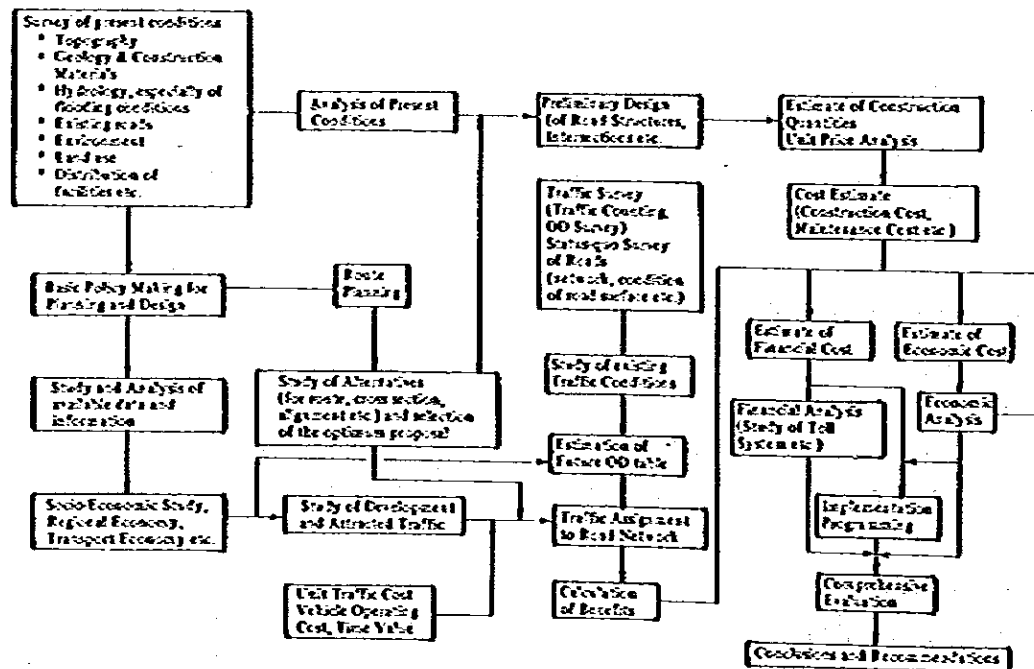 Survey of present conditions
• Topography
• Geology & Construction
Materials
• Hydrology, especially of
flooding conditions
• Existing roads
• Environment
• Land use
• Distribution of
facilities etc.
Analysis of Present
Conditions
Preliminary Design
(of Road Structures,
Intersections etc.
Estimate of Construction
Quantities
Unit Price Analysis
Traffic Survey
(Traffic Counting,
OD Survey)
Status-quo Survey
of Roads
(network, condition
of road surface etc.)
Cost Estimate
(Construction Cost,
Maintenance Cost etc.)
Basic Policy Making for
Planning and Design
Route
Planning
Estimate of
Financial Cost
Estimate of
Economic Cost
Study and Analysis of
available data and
information
Study of Alternatives
(for route, cross section,
alignment etc.) and selection
of the optimum proposal
Study of existing
Traffic Conditions
Financial Analysis
(Study of Toll
System etc.)
Economic
Analysis
Estimation of
Future OD table
Socio-Economic Study,
Regional Economy,
Transport Economy etc.
Study of Development
and Attracted Traffic
Traffic Assignment
to Road Network
Implementation
Programming
Unit Traffic Cost
Vehicle Operating
Cost, Time Value
Calculation
of Benefits
Comprehensive
Evaluation
Conclusions and Recommendations